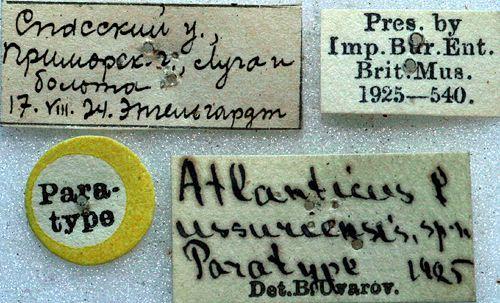 Спасский у.,
Приморск. г., луга и
болота
17. VIII. 24. Энгельгардт
Pres. by
Imp. Bur. Ent.
Brit. Mus.
1925—540.
Para-
type
Atlanticus
ussuriensis, sp. n.
Paratype 1925
Det. B. Uvarov.